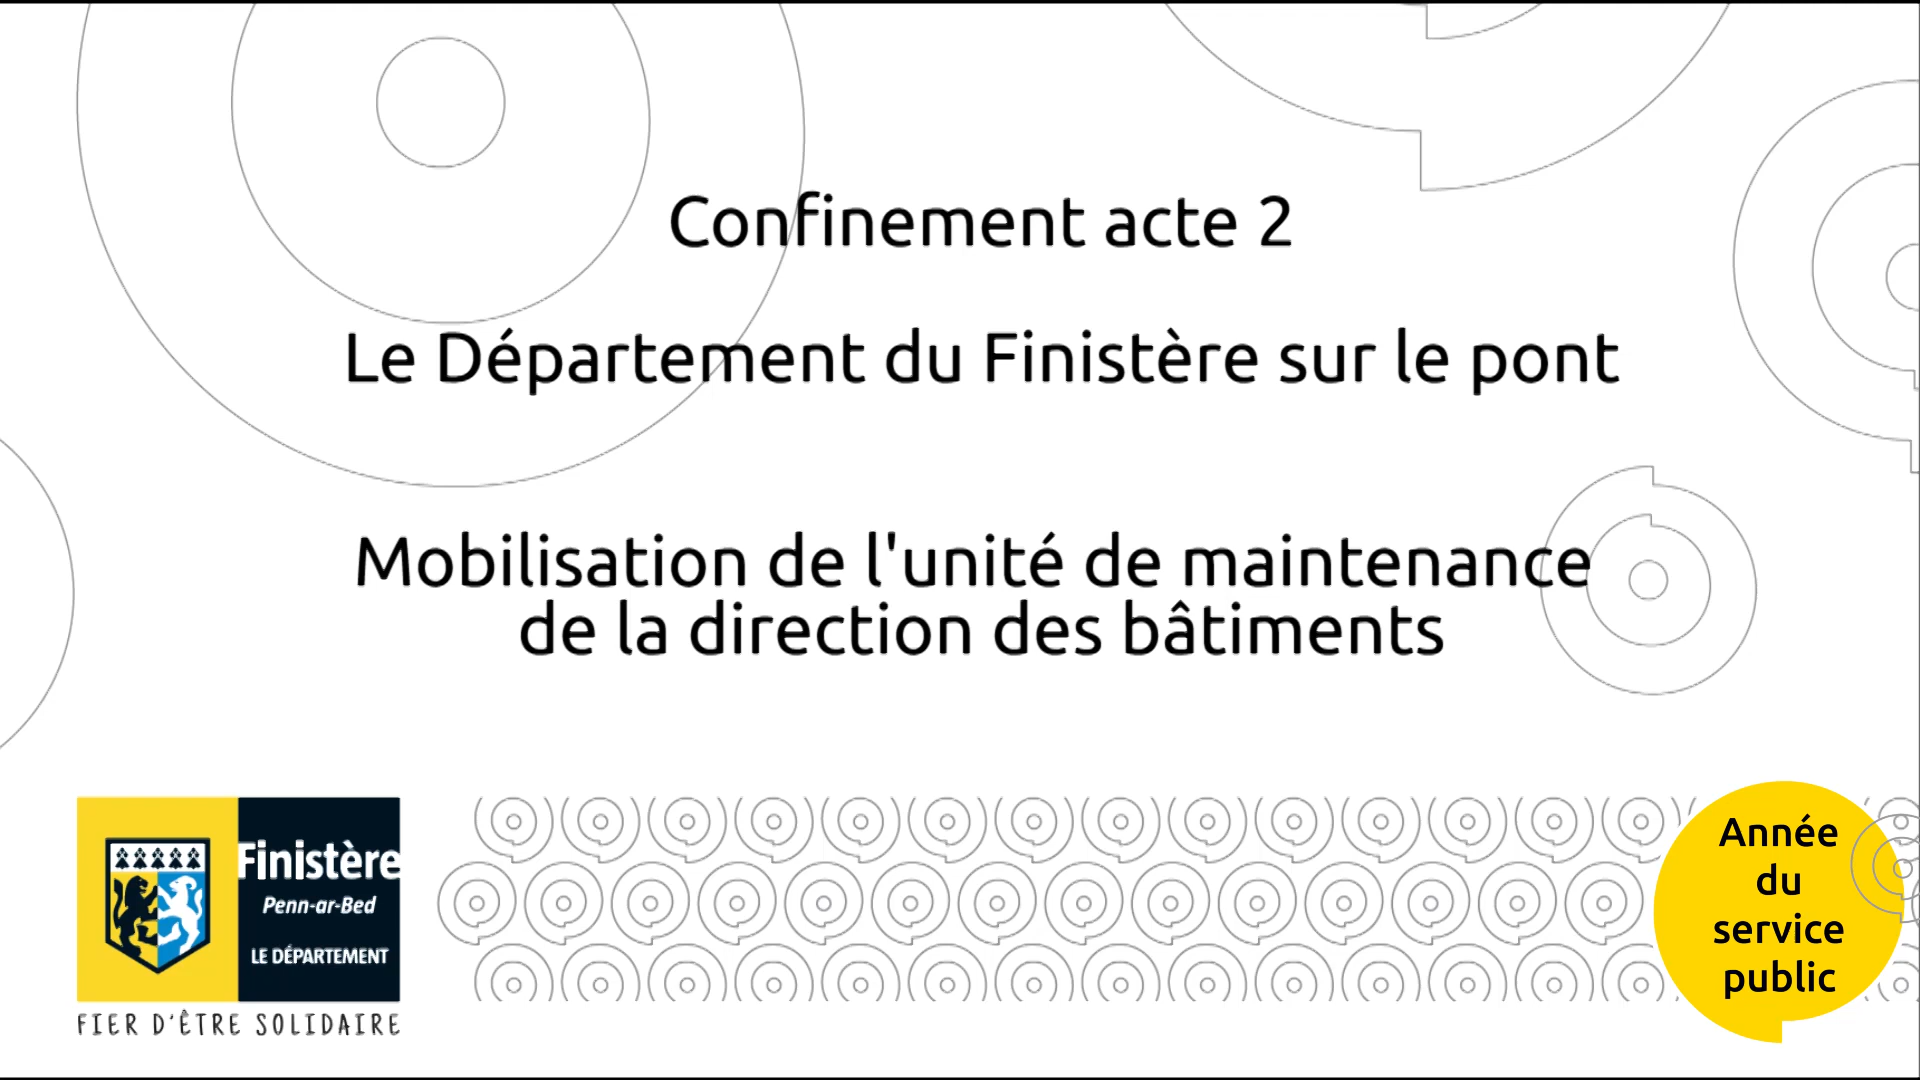 Confinement acte 2
Le Département du Finistère sur le pont
Mobilisation de l'unité de maintenance
de la direction des bâtiments
Finistère
Penn-ar-Bed
LE DÉPARTEMENT
FIER D'ÊTRE SOLIDAIRE
Année
du
service
public